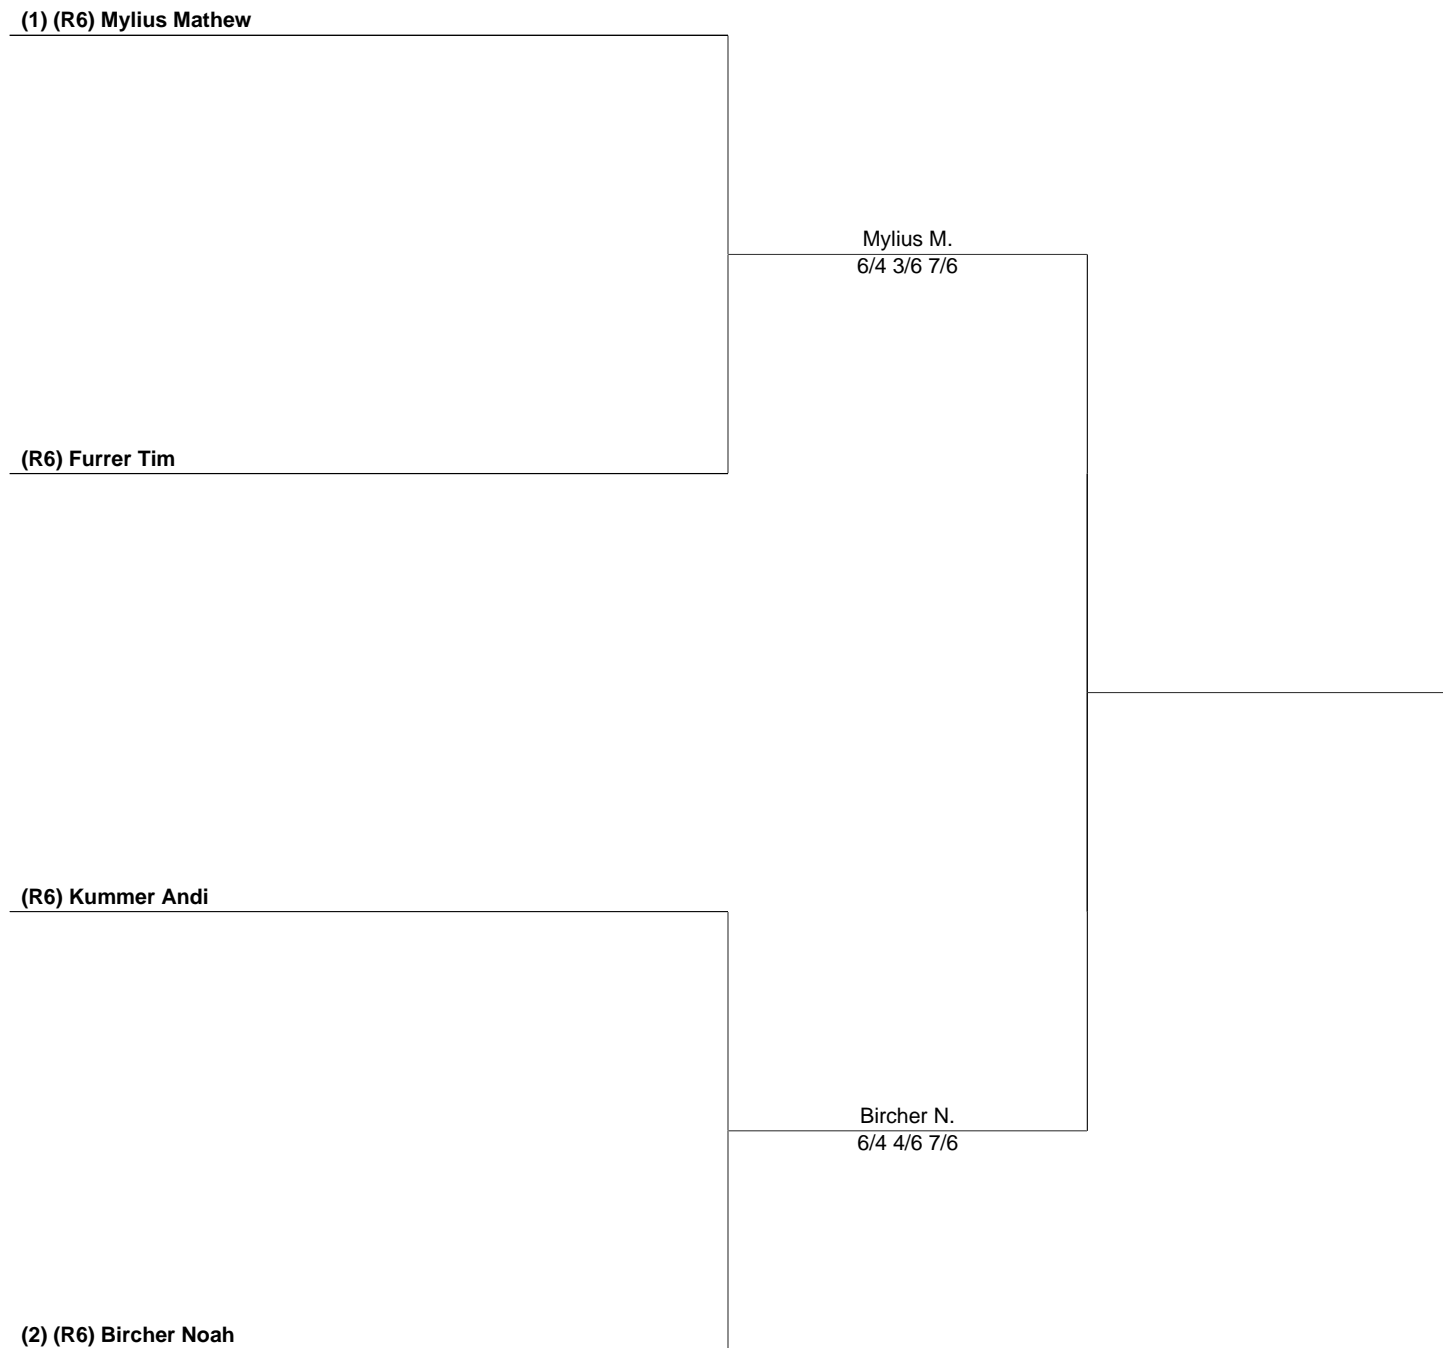 (1) (R6) Mylius Mathew
Mylius M.
6/4 3/6 7/6
(R6) Furrer Tim
(R6) Kummer Andi
Bircher N.
6/4 4/6 7/6
(2) (R6) Bircher Noah